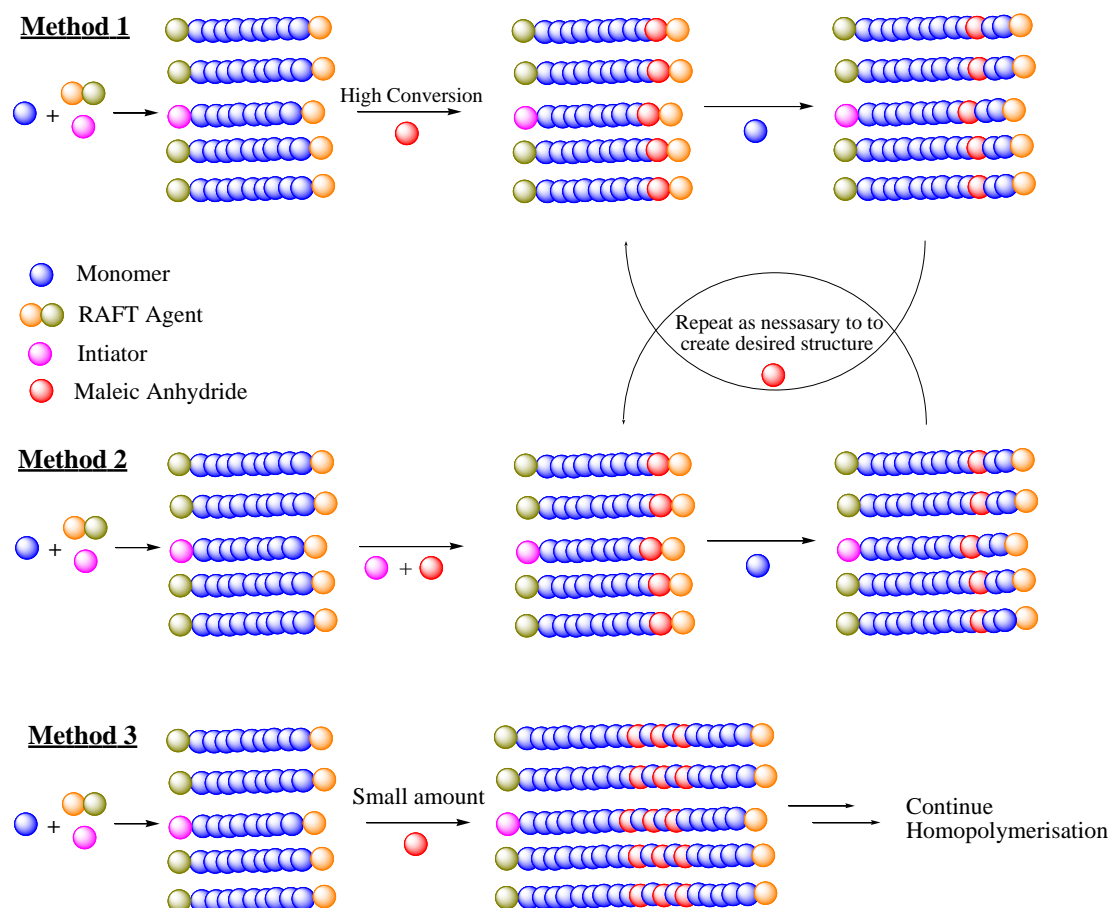 Method 1
+
High Conversion
Monomer
RAFT Agent
Intiator
Maleic Anhydride
Repeat as nessasary to to
create desired structure
Method 2
+
+
Method 3
+
Small amount
Continue
Homopolymerisation